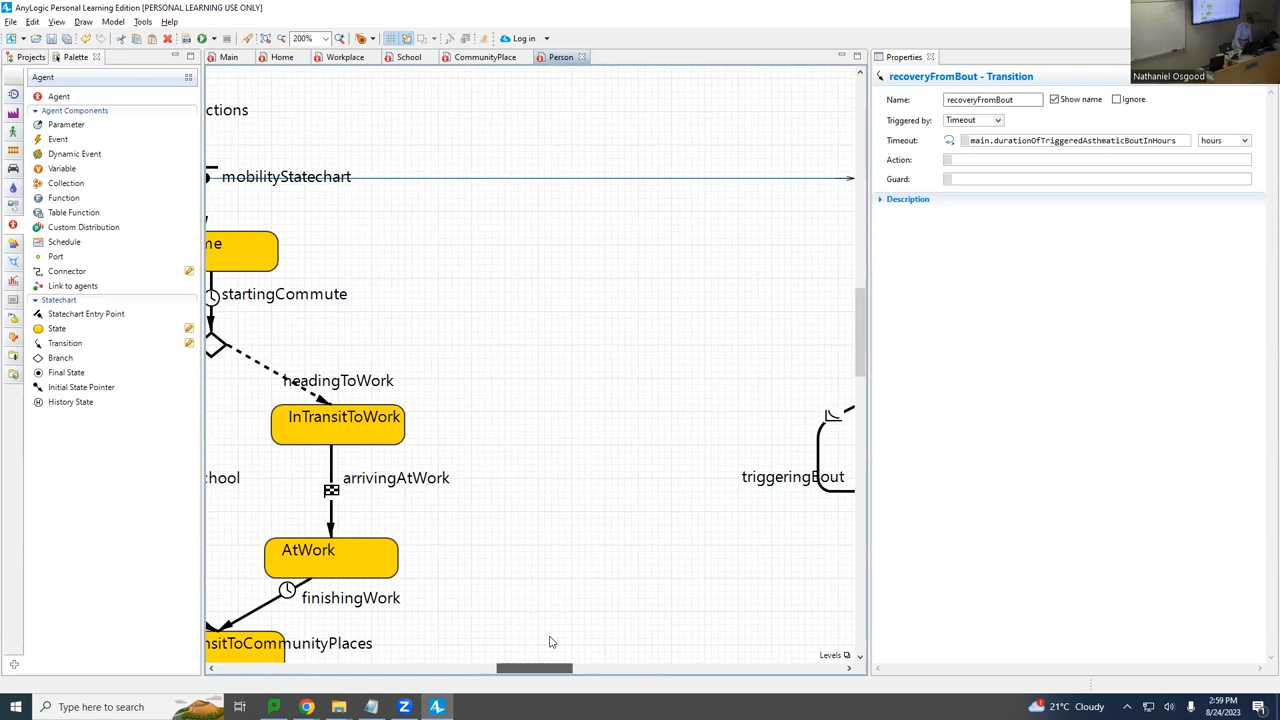 AnyLogic Personal Learning Edition [PERSONAL LEARNING USE ONLY]
File Edit View Draw Model Tools Help
200%
Log in
Nathaniel Osgood
Projects Palette
Main Home Workplace School CommunityPlace Person
Properties
Agent
Agent
Agent Components
Parameter
Event
Dynamic Event
Variable
Collection
Function
Table Function
Custom Distribution
Schedule
Port
Connector
Link to agents
Statechart
Statechart Entry Point
State
Transition
Branch
Final State
Initial State Pointer
History State
ctions
mobilityStatechart
me
startingCommute
headingToWork
InTransitToWork
chool
arrivingAtWork
triggeringBout
AtWork
finishingWork
nsitToCommunityPlaces
Levels
recoveryFromBout - Transition
Name: recoveryFromBout Show name Ignore
Triggered by: Timeout
Timeout: main.durationOfTriggeredAsthmaticBoutInHours hours
Action:
Guard:
Description
Type here to search
21°C Cloudy
2:59 PM
8/24/2023